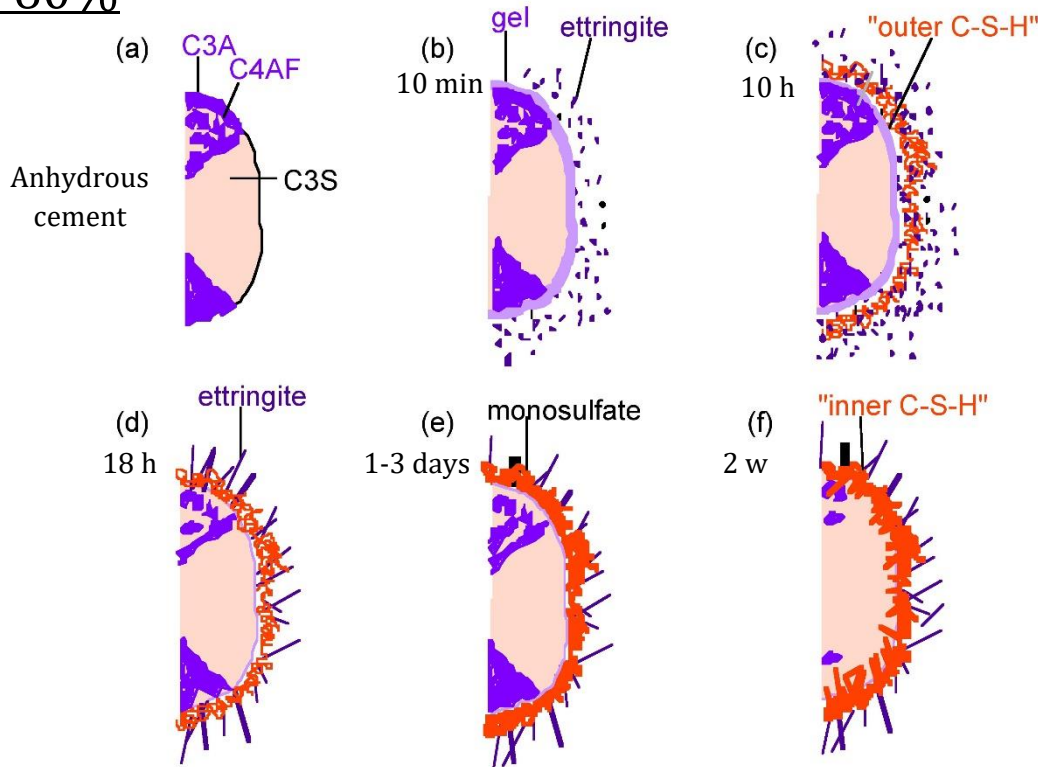 (a)
C3A
C4AF
Anhydrous
cement
C3S
(b)
gel
ettringite
10 min
(c)
"outer C-S-H"
10 h
(d)
ettringite
18 h
(e)
monosulfate
1-3 days
(f)
"inner C-S-H"
2 w